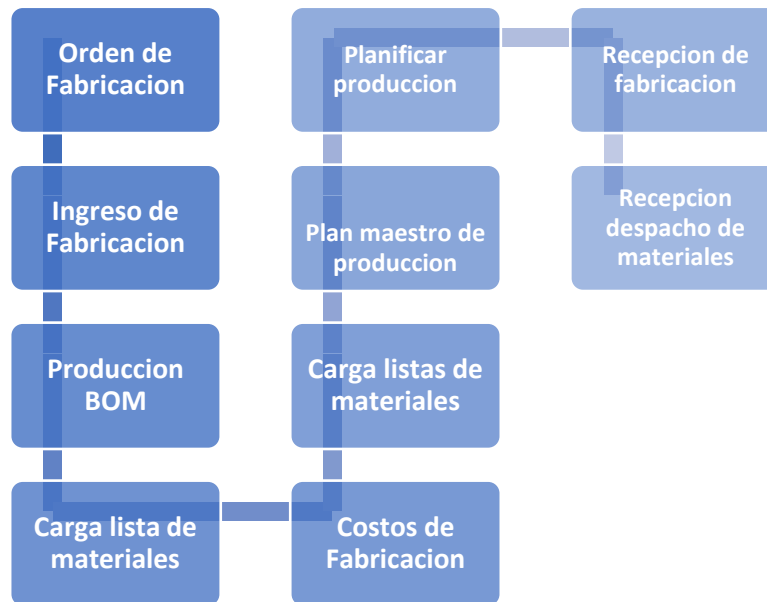 Orden de
Fabricacion
Ingreso de
Fabricacion
Produccion
BOM
Carga lista de
materiales
Costos de
Fabricacion
Carga listas de
materiales
Plan maestro de
produccion
Planificar
produccion
Recepcion de
fabricacion
Recepcion
despacho de
materiales